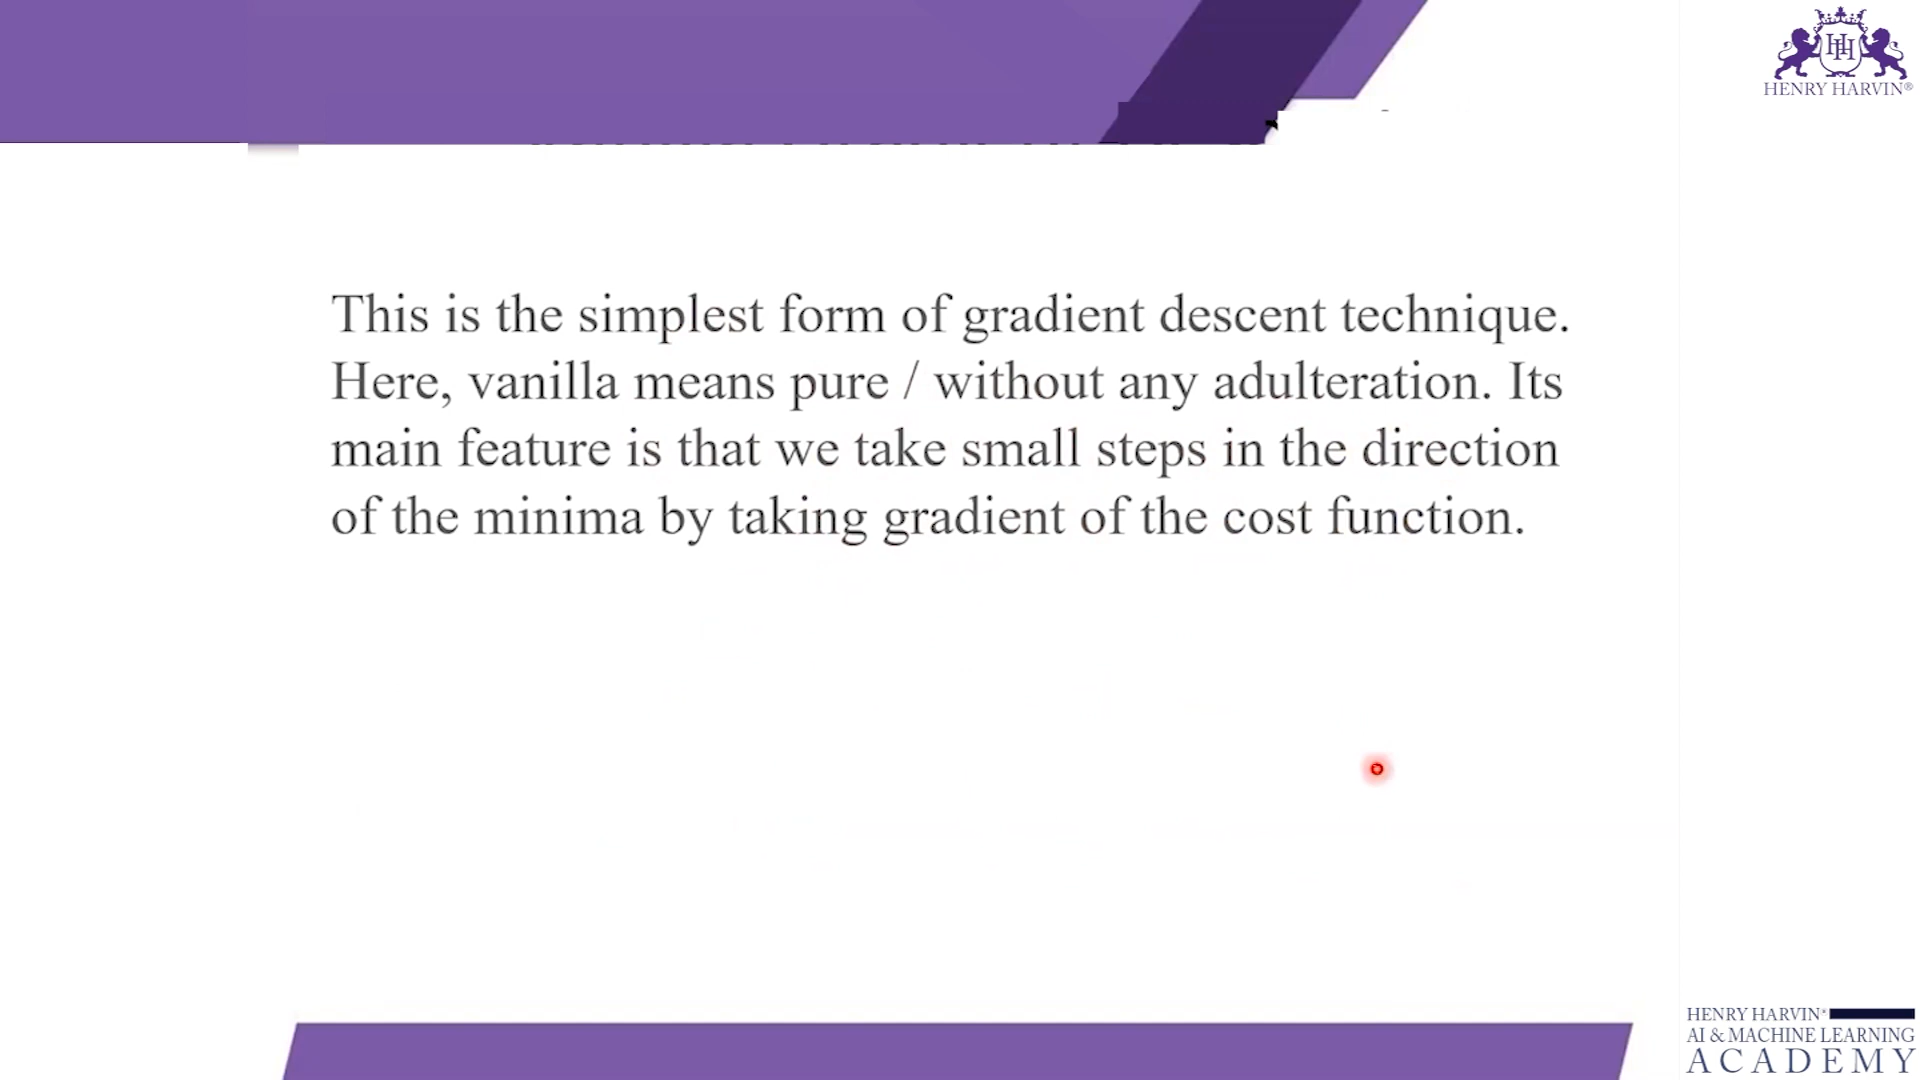 HENRY HARVIN®
This is the simplest form of gradient descent technique.
Here, vanilla means pure / without any adulteration. Its
main feature is that we take small steps in the direction
of the minima by taking gradient of the cost function.
HENRY HARVIN®
AI & MACHINE LEARNING
ACADEMY